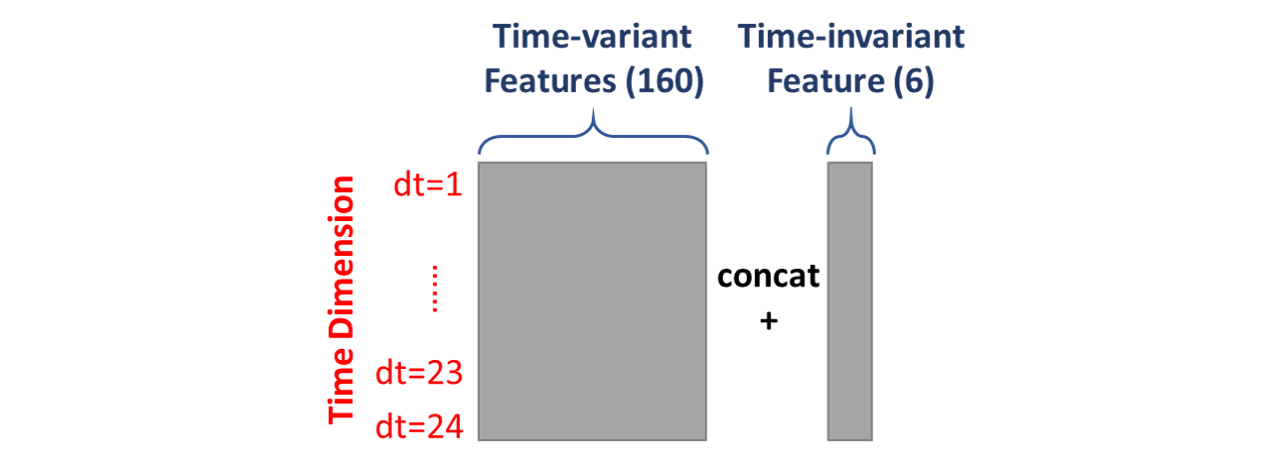 Time-variant
Features (160)
Time-invariant
Feature (6)
Time Dimension
dt=1
......
dt=23
dt=24
concat
+